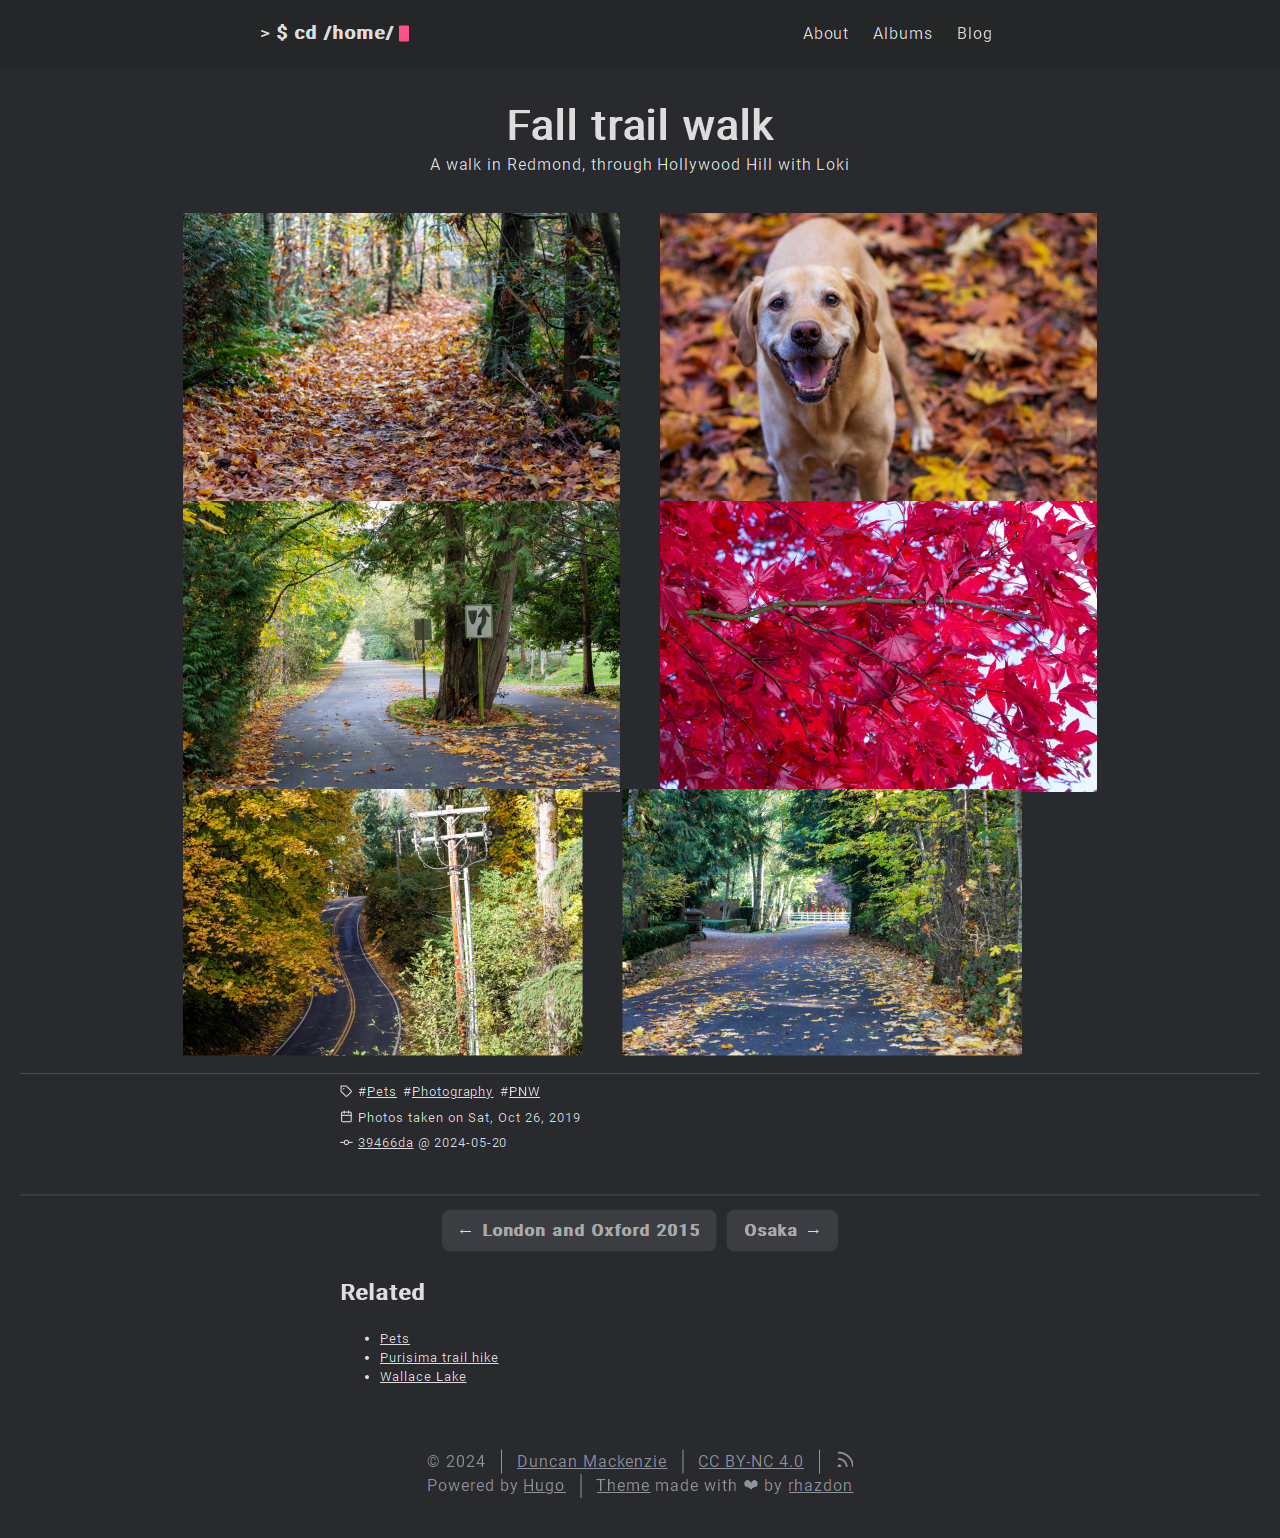 > $ cd /home/
About Albums Blog
Fall trail walk
A walk in Redmond, through Hollywood Hill with Loki
#Pets #Photography #PNW
Photos taken on Sat, Oct 26, 2019
39466da @ 2024-05-20
← London and Oxford 2015 Osaka →
Related
• Pets
• Purisima trail hike
• Wallace Lake
© 2024 Duncan Mackenzie CC BY-NC 4.0
Powered by Hugo Theme made with ❤ by rhazdon